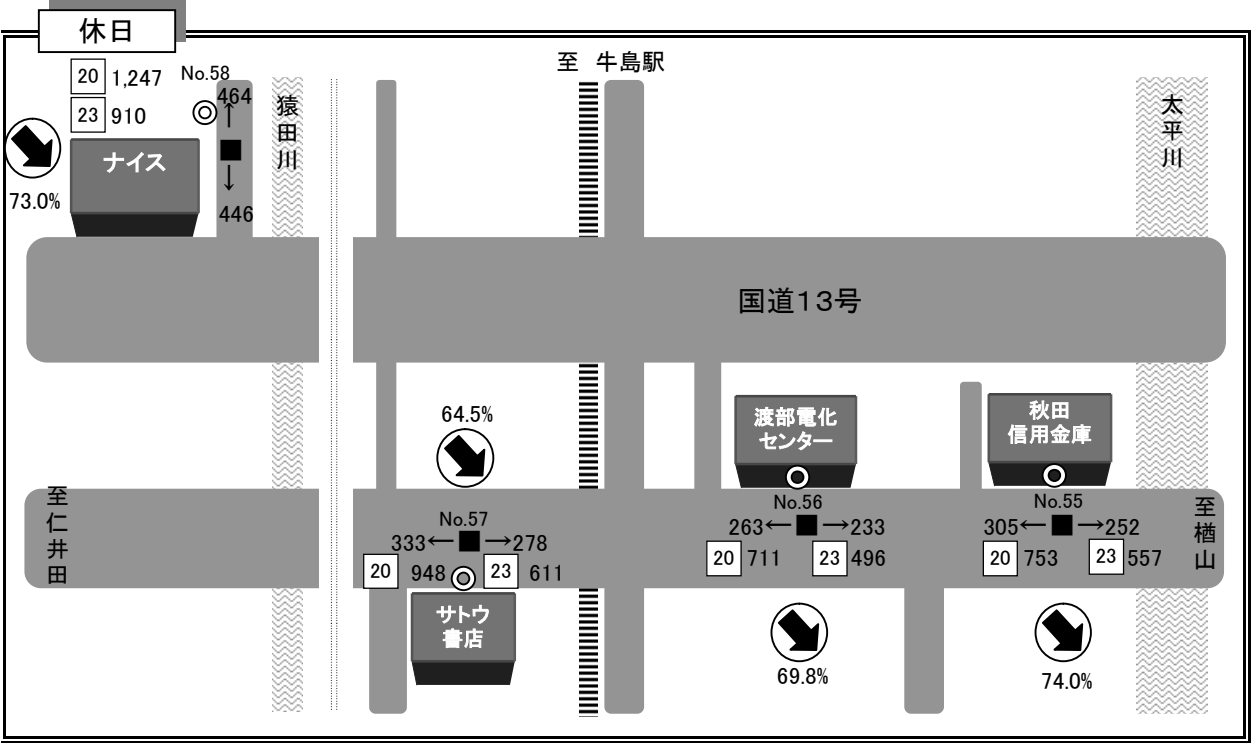 休日
至 牛島駅
20 1,247
No.58
23 910
464
ナイス
73.0%
446
猿田川
太平川
国道13号
64.5%
渡部電化
センター
秋田
信用金庫
至仁井田
No.57
333←■→278
20 948 ◎ 23 611
サトウ
書店
No.56
263←■→233
20 711 23 496
69.8%
No.55
305←■→252
20 753 23 557
74.0%
至楢山